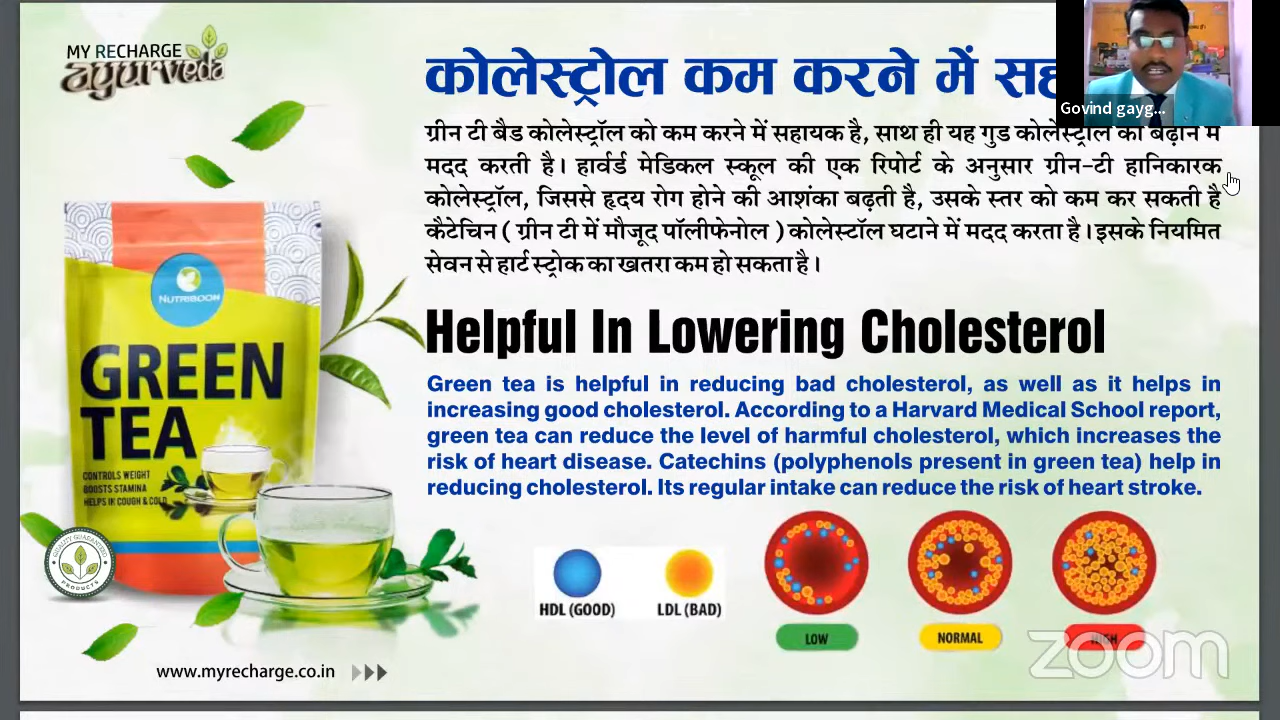 MY RECHARGE
ayurveda
कोलेस्ट्रोल कम करने में
Govind gayg...
ग्रीन टी बैड कोलेस्ट्रॉल को कम करने में सहायक है, साथ ही यह गुड कोलेस्ट्रॉल को बढ़ाने में
मदद करती है। हार्वर्ड मेडिकल स्कूल की एक रिपोर्ट के अनुसार ग्रीन-टी हानिकारक
कोलेस्ट्रॉल, जिससे हृदय रोग होने की आशंका बढ़ती है, उसके स्तर को कम कर सकती है
कैटेचिन ( ग्रीन टी में मौजूद पॉलीफेनोल ) कोलेस्टॉल घटाने में मदद करता है। इसके नियमित
सेवन से हार्ट स्ट्रोक का खतरा कम हो सकता है।
NUTRIBOON
GREEN
TEA
CONTROLS WEIGHT
BOOSTS STAMINA
HELPS IN COUGH & COLD
Helpful In Lowering Cholesterol
Green tea is helpful in reducing bad cholesterol, as well as it helps in
increasing good cholesterol. According to a Harvard Medical School report,
green tea can reduce the level of harmful cholesterol, which increases the
risk of heart disease. Catechins (polyphenols present in green tea) help in
reducing cholesterol. Its regular intake can reduce the risk of heart stroke.
QUALITY GUARANTEED
PRODUCTS
HDL (GOOD)
LDL (BAD)
LOW
NORMAL
HIGH
zoom
www.myrecharge.co.in